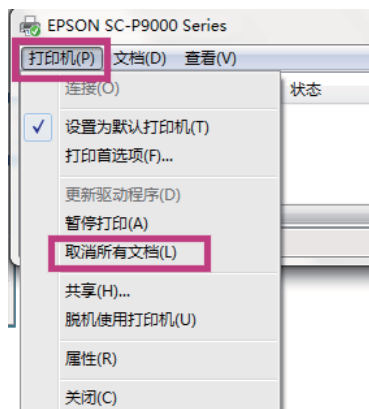 EPSON SC-P9000 Series
打印机(P) 文档(D) 查看(V)
连接(O) 状态
设置为默认打印机(T)
打印首选项(F)...
更新驱动程序(D)
暂停打印(A)
取消所有文档(L)
共享(H)...
脱机使用打印机(U)
属性(R)
关闭(C)